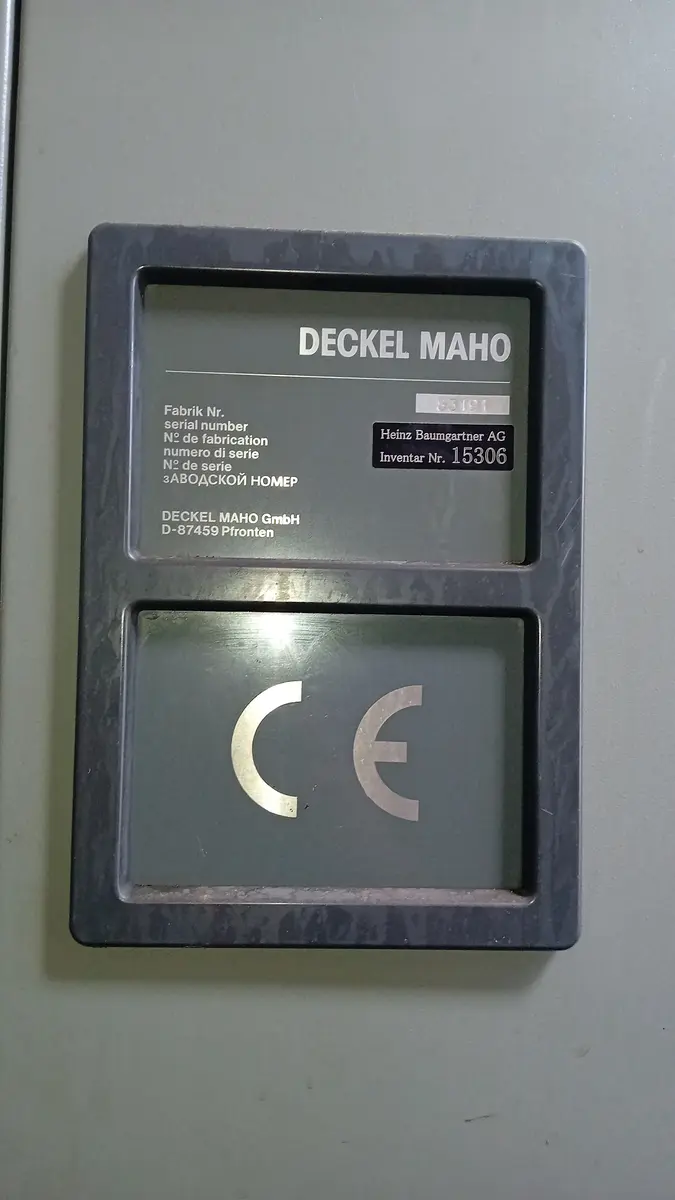 DECKEL MAHO
Fabrik Nr.
serial number
Nº de fabrication
numero di serie
Nº de serie
зАВОДСКОЙ НОМЕР
Heinz Baumgartner AG
Inventar Nr. 15306
DECKEL MAHO GmbH
D-87459 Pfronten
CE